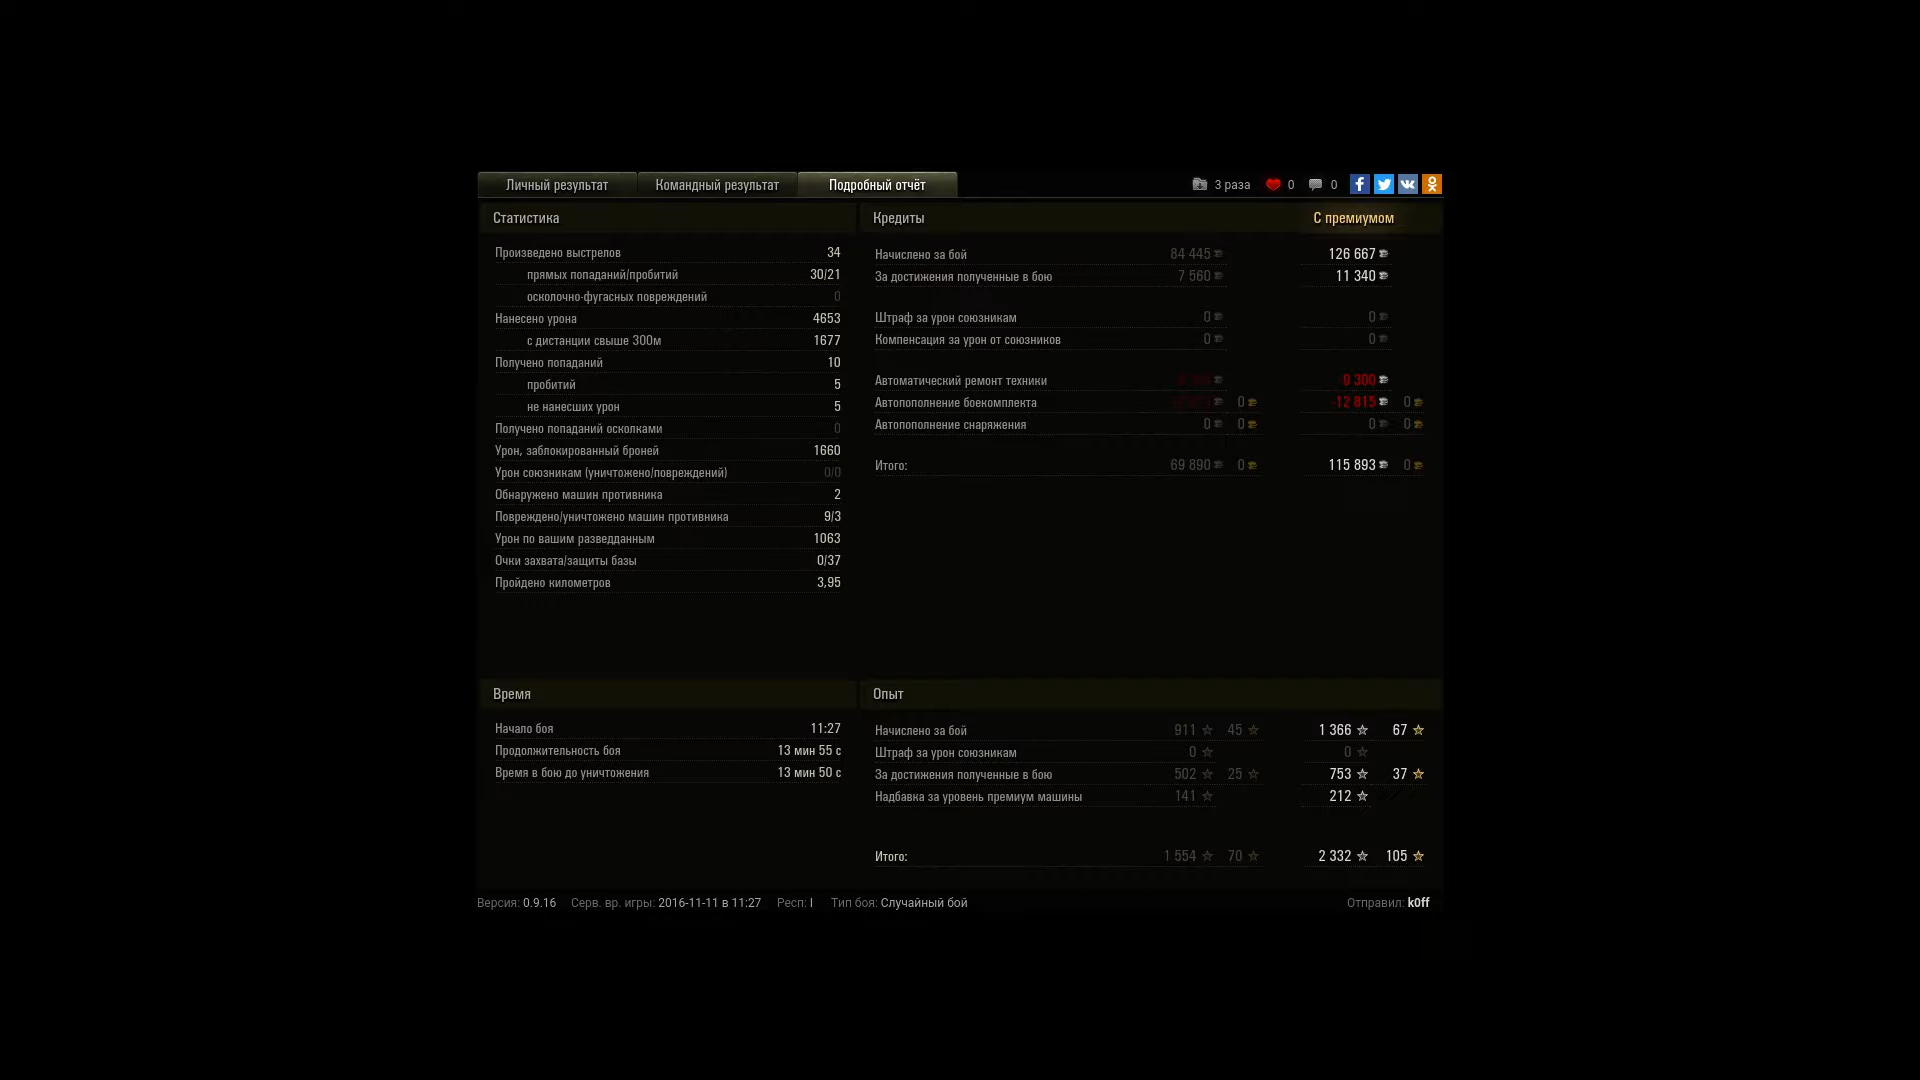 Личный результат Командный результат Подробный отчёт 3 раза 0 0
Статистика
Произведено выстрелов 34
прямых попаданий/пробитий 30/21
осколочно-фугасных повреждений 0
Нанесено урона 4653
с дистанции свыше 300м 1677
Получено попаданий 10
пробитий 5
не нанесших урон 5
Получено попаданий осколками 0
Урон, заблокированный броней 1660
Урон союзникам (уничтожено/повреждений) 0/0
Обнаружено машин противника 2
Повреждено/уничтожено машин противника 9/3
Урон по вашим разведданным 1063
Очки захвата/защиты базы 0/37
Пройдено километров 3,95
Кредиты С премиумом
Начислено за бой 84 445 126 667
За достижения полученные в бою 7 560 11 340
Штраф за урон союзникам 0 0
Компенсация за урон от союзников 0 0
Автоматический ремонт техники 300
Автопополнение боекомплекта 0 -12 815 0
Автопополнение снаряжения 0 0 0 0
Итого: 69 890 0 115 893 0
Время
Начало боя 11:27
Продолжительность боя 13 мин 55 с
Время в бою до уничтожения 13 мин 50 с
Опыт
Начислено за бой 911 45 1 366 67
Штраф за урон союзникам 0 0
За достижения полученные в бою 502 25 753 37
Надбавка за уровень премиум машины 141 212
Итого: 1 554 70 2 332 105
Версия: 0.9.16 Серв. вр. игры: 2016-11-11 в 11:27 Респ: I Тип боя: Случайный бой Отправил: k0ff